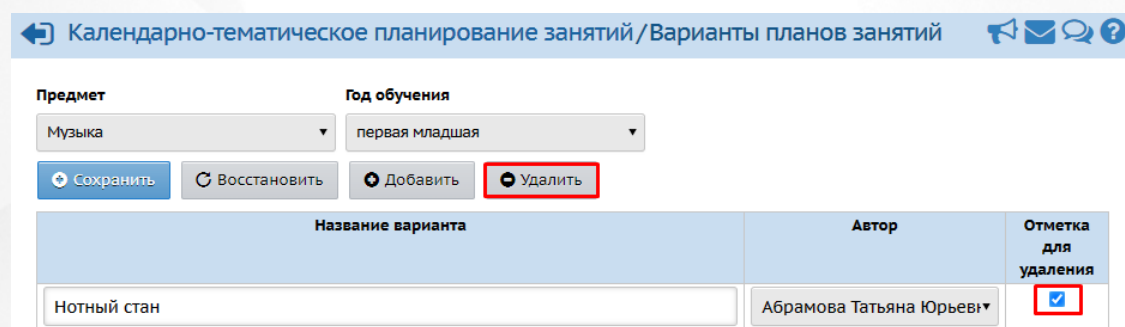 Календарно-тематическое планирование занятий/Варианты планов занятий
Предмет Год обучения
Музыка первая младшая
Сохранить Восстановить Добавить Удалить
Название варианта Автор Отметка для удаления
Нотный стан Абрамова Татьяна Юрьевн